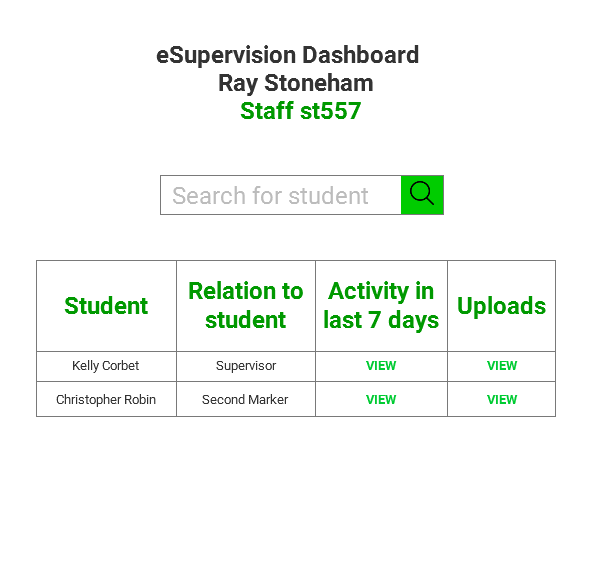 eSupervision Dashboard
Ray Stoneham
Staff st557
Search for student
Student
Relation to
student
Activity in
last 7 days
Uploads
Kelly Corbet
Supervisor
VIEW
VIEW
Christopher Robin
Second Marker
VIEW
VIEW